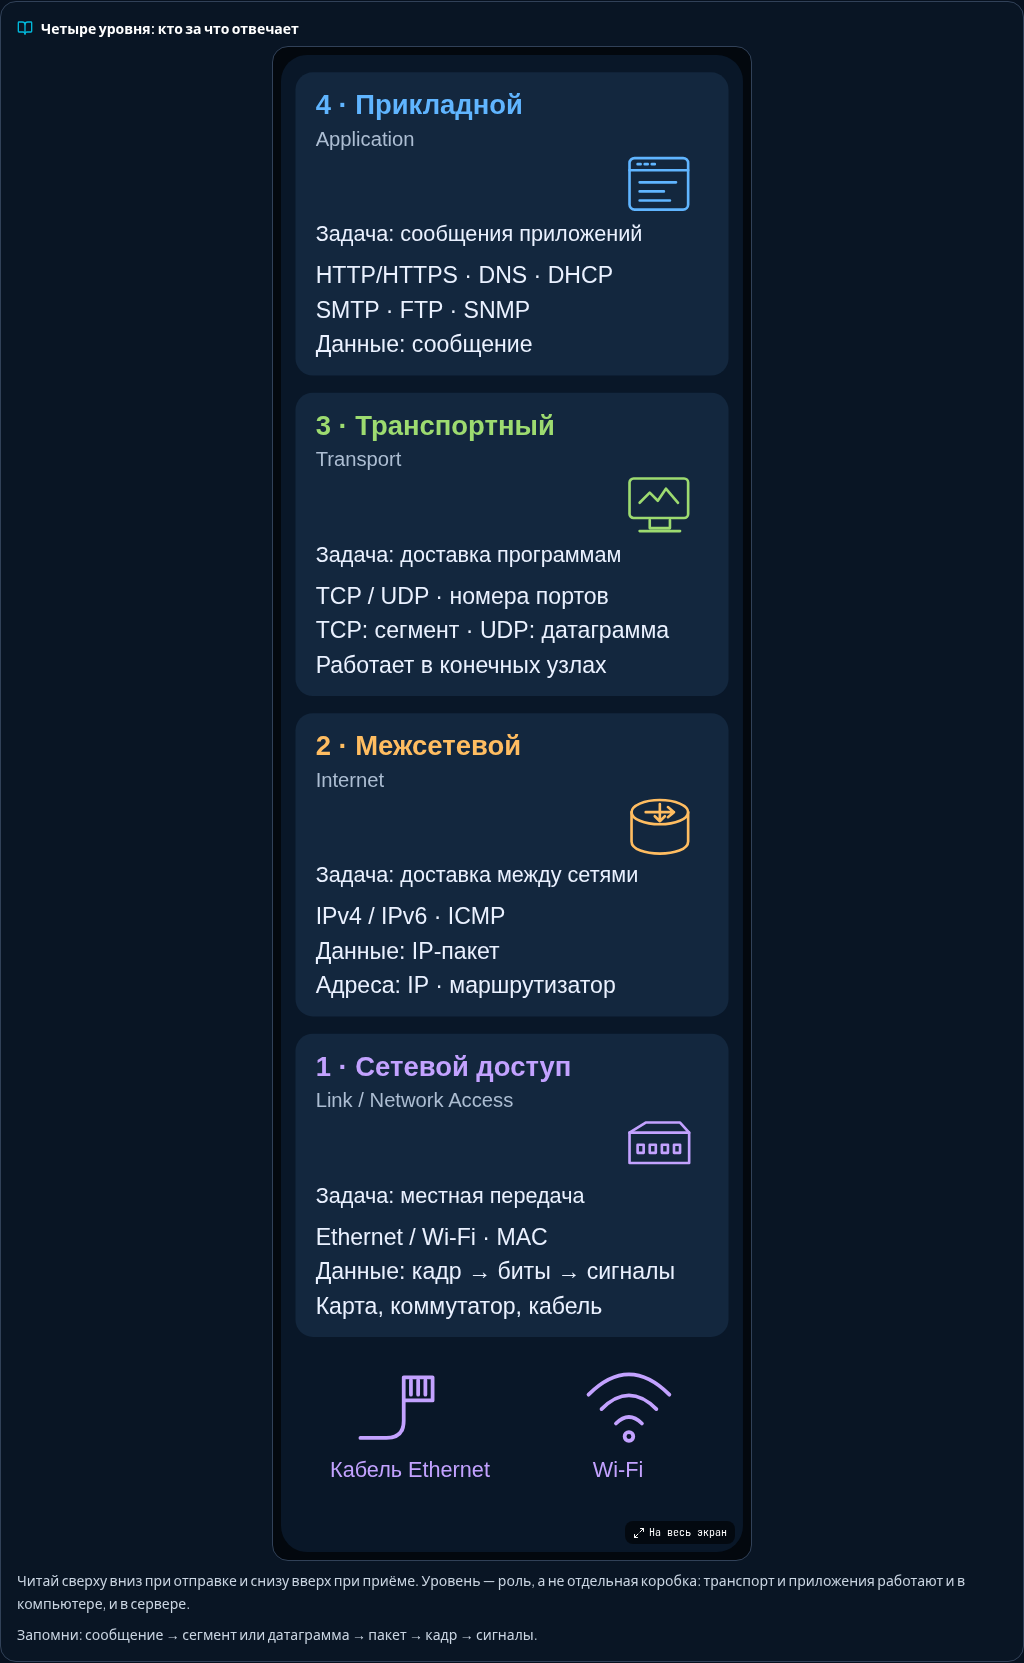 Четыре уровня: кто за что отвечает
4 · Прикладной
Application
Задача: сообщения приложений
HTTP/HTTPS · DNS · DHCP
SMTP · FTP · SNMP
Данные: сообщение
3 · Транспортный
Transport
Задача: доставка программам
TCP / UDP · номера портов
TCP: сегмент · UDP: датаграмма
Работает в конечных узлах
2 · Межсетевой
Internet
Задача: доставка между сетями
IPv4 / IPv6 · ICMP
Данные: IP-пакет
Адреса: IP · маршрутизатор
1 · Сетевой доступ
Link / Network Access
Задача: местная передача
Ethernet / Wi-Fi · MAC
Данные: кадр → биты → сигналы
Карта, коммутатор, кабель
Кабель Ethernet
Wi-Fi
На весь экран
Читай сверху вниз при отправке и снизу вверх при приёме. Уровень — роль, а не отдельная коробка: транспорт и приложения работают и в
компьютере, и в сервере.
Запомни: сообщение → сегмент или датаграмма → пакет → кадр → сигналы.